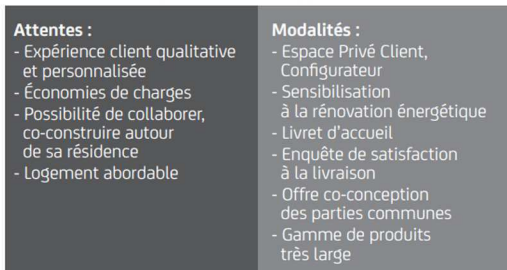 Attentes :
- Expérience client qualitative
et personnalisée
- Économies de charges
- Possibilité de collaborer,
co-construire autour
de sa résidence
- Logement abordable
Modalités :
- Espace Privé Client,
Configurateur
- Sensibilisation
à la rénovation énergétique
- Livret d'accueil
- Enquête de satisfaction
à la livraison
- Offre co-conception
des parties communes
- Gamme de produits
très large